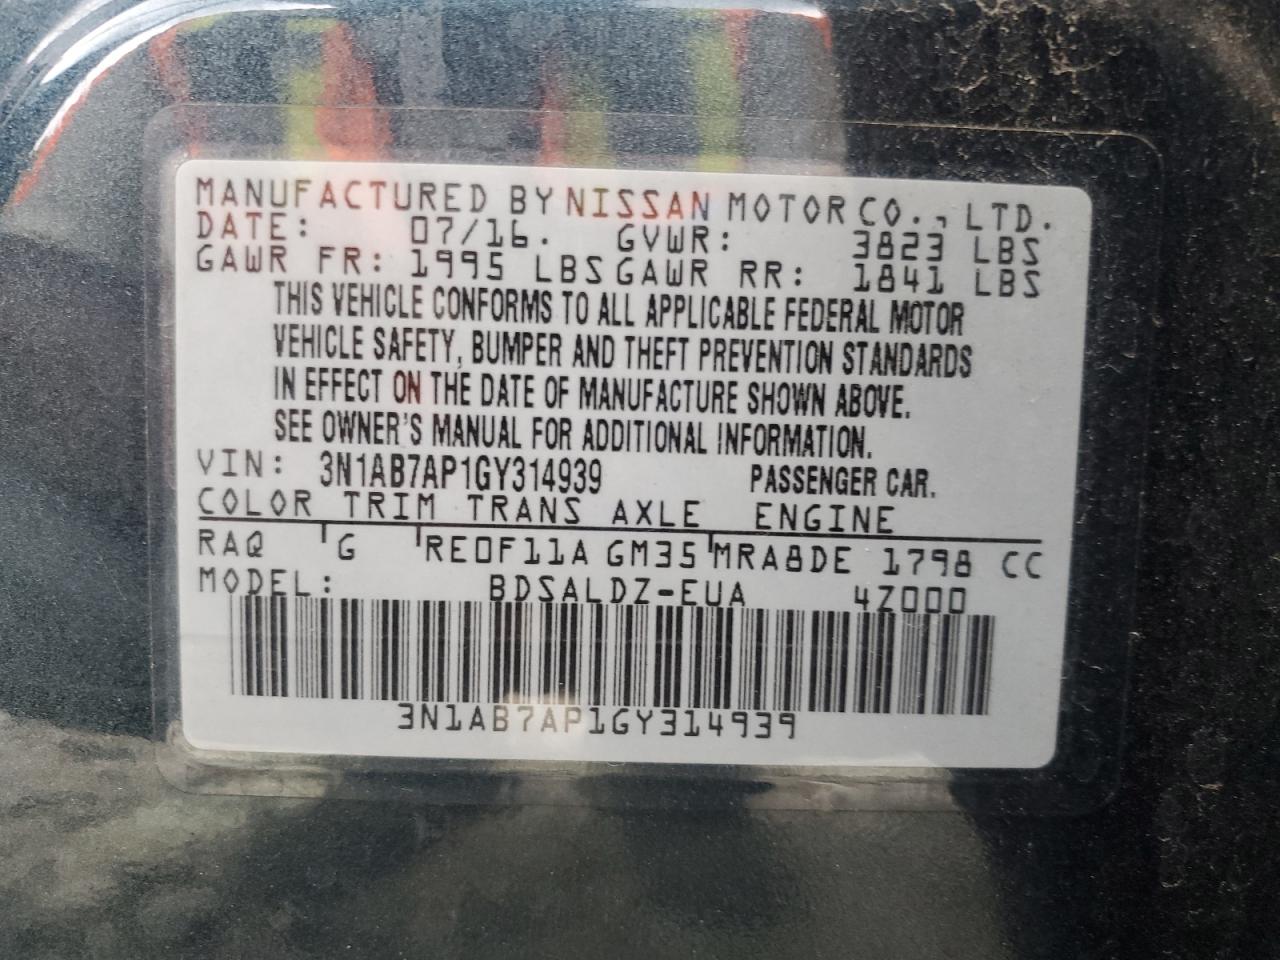 MANUFACTURED BY NISSAN MOTOR CO., LTD.
DATE: 07/16. GVWR: 3823 LBS
GAWR FR: 1995 LBS GAWR RR: 1841 LBS
THIS VEHICLE CONFORMS TO ALL APPLICABLE FEDERAL MOTOR
VEHICLE SAFETY, BUMPER AND THEFT PREVENTION STANDARDS
IN EFFECT ON THE DATE OF MANUFACTURE SHOWN ABOVE.
SEE OWNER'S MANUAL FOR ADDITIONAL INFORMATION.
VIN: 3N1AB7AP1GY314939 PASSENGER CAR.
COLOR TRIM TRANS AXLE ENGINE
RAQ G RE0F11A GM35 MRA8DE 1798 CC
MODEL: BDSALDZ-EUA 4Z000
3N1AB7AP1GY314939